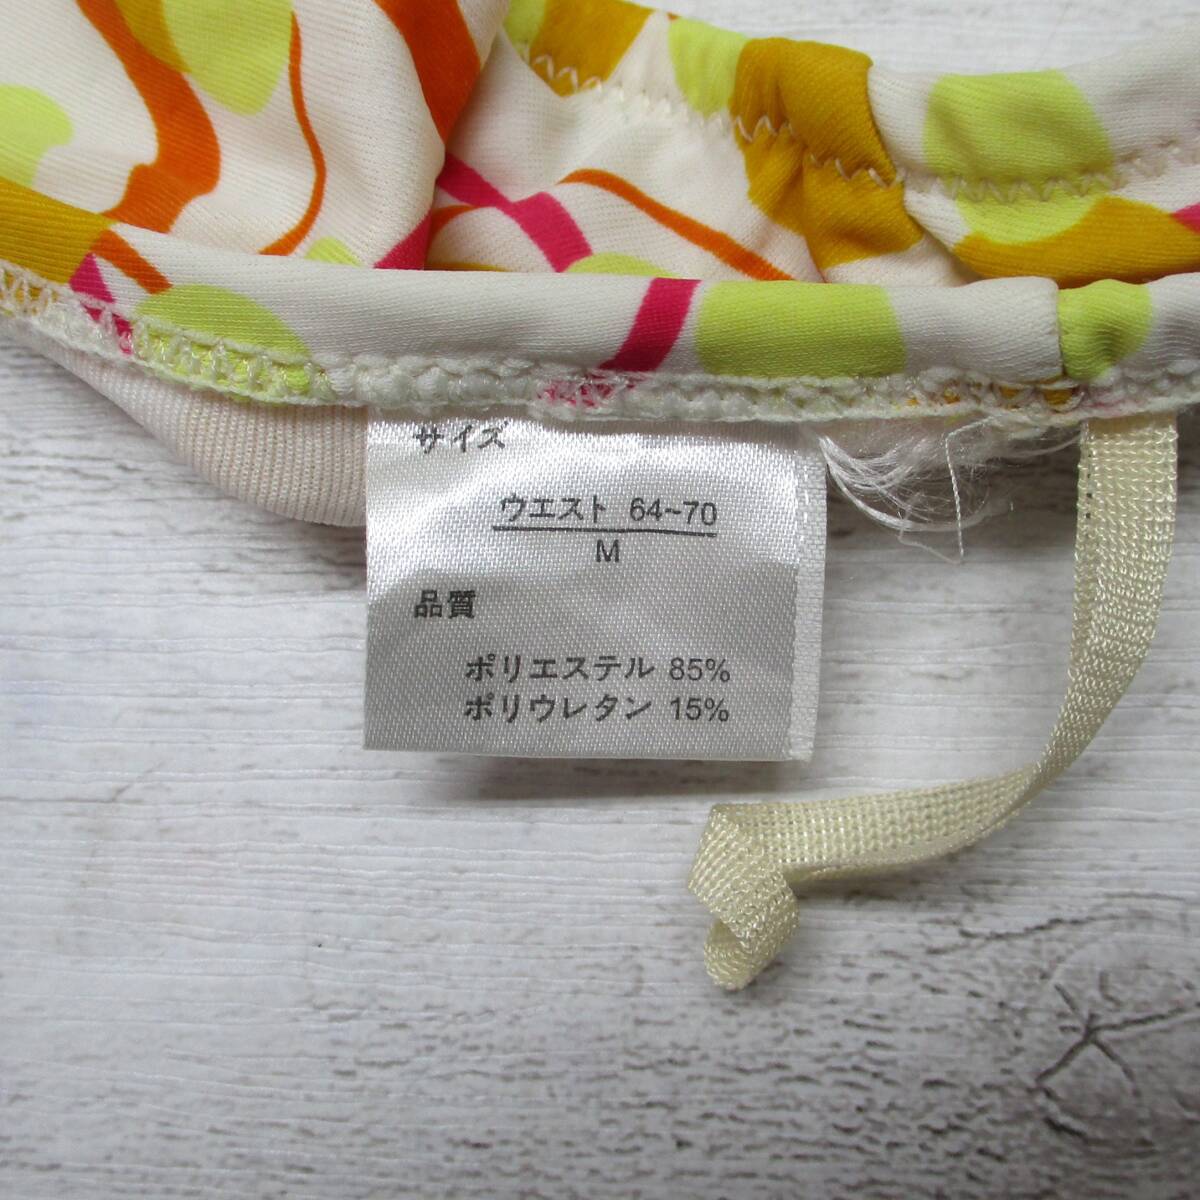 サイズ
ウエスト 64~70
M
品質
ポリエステル 85%
ポリウレタン 15%